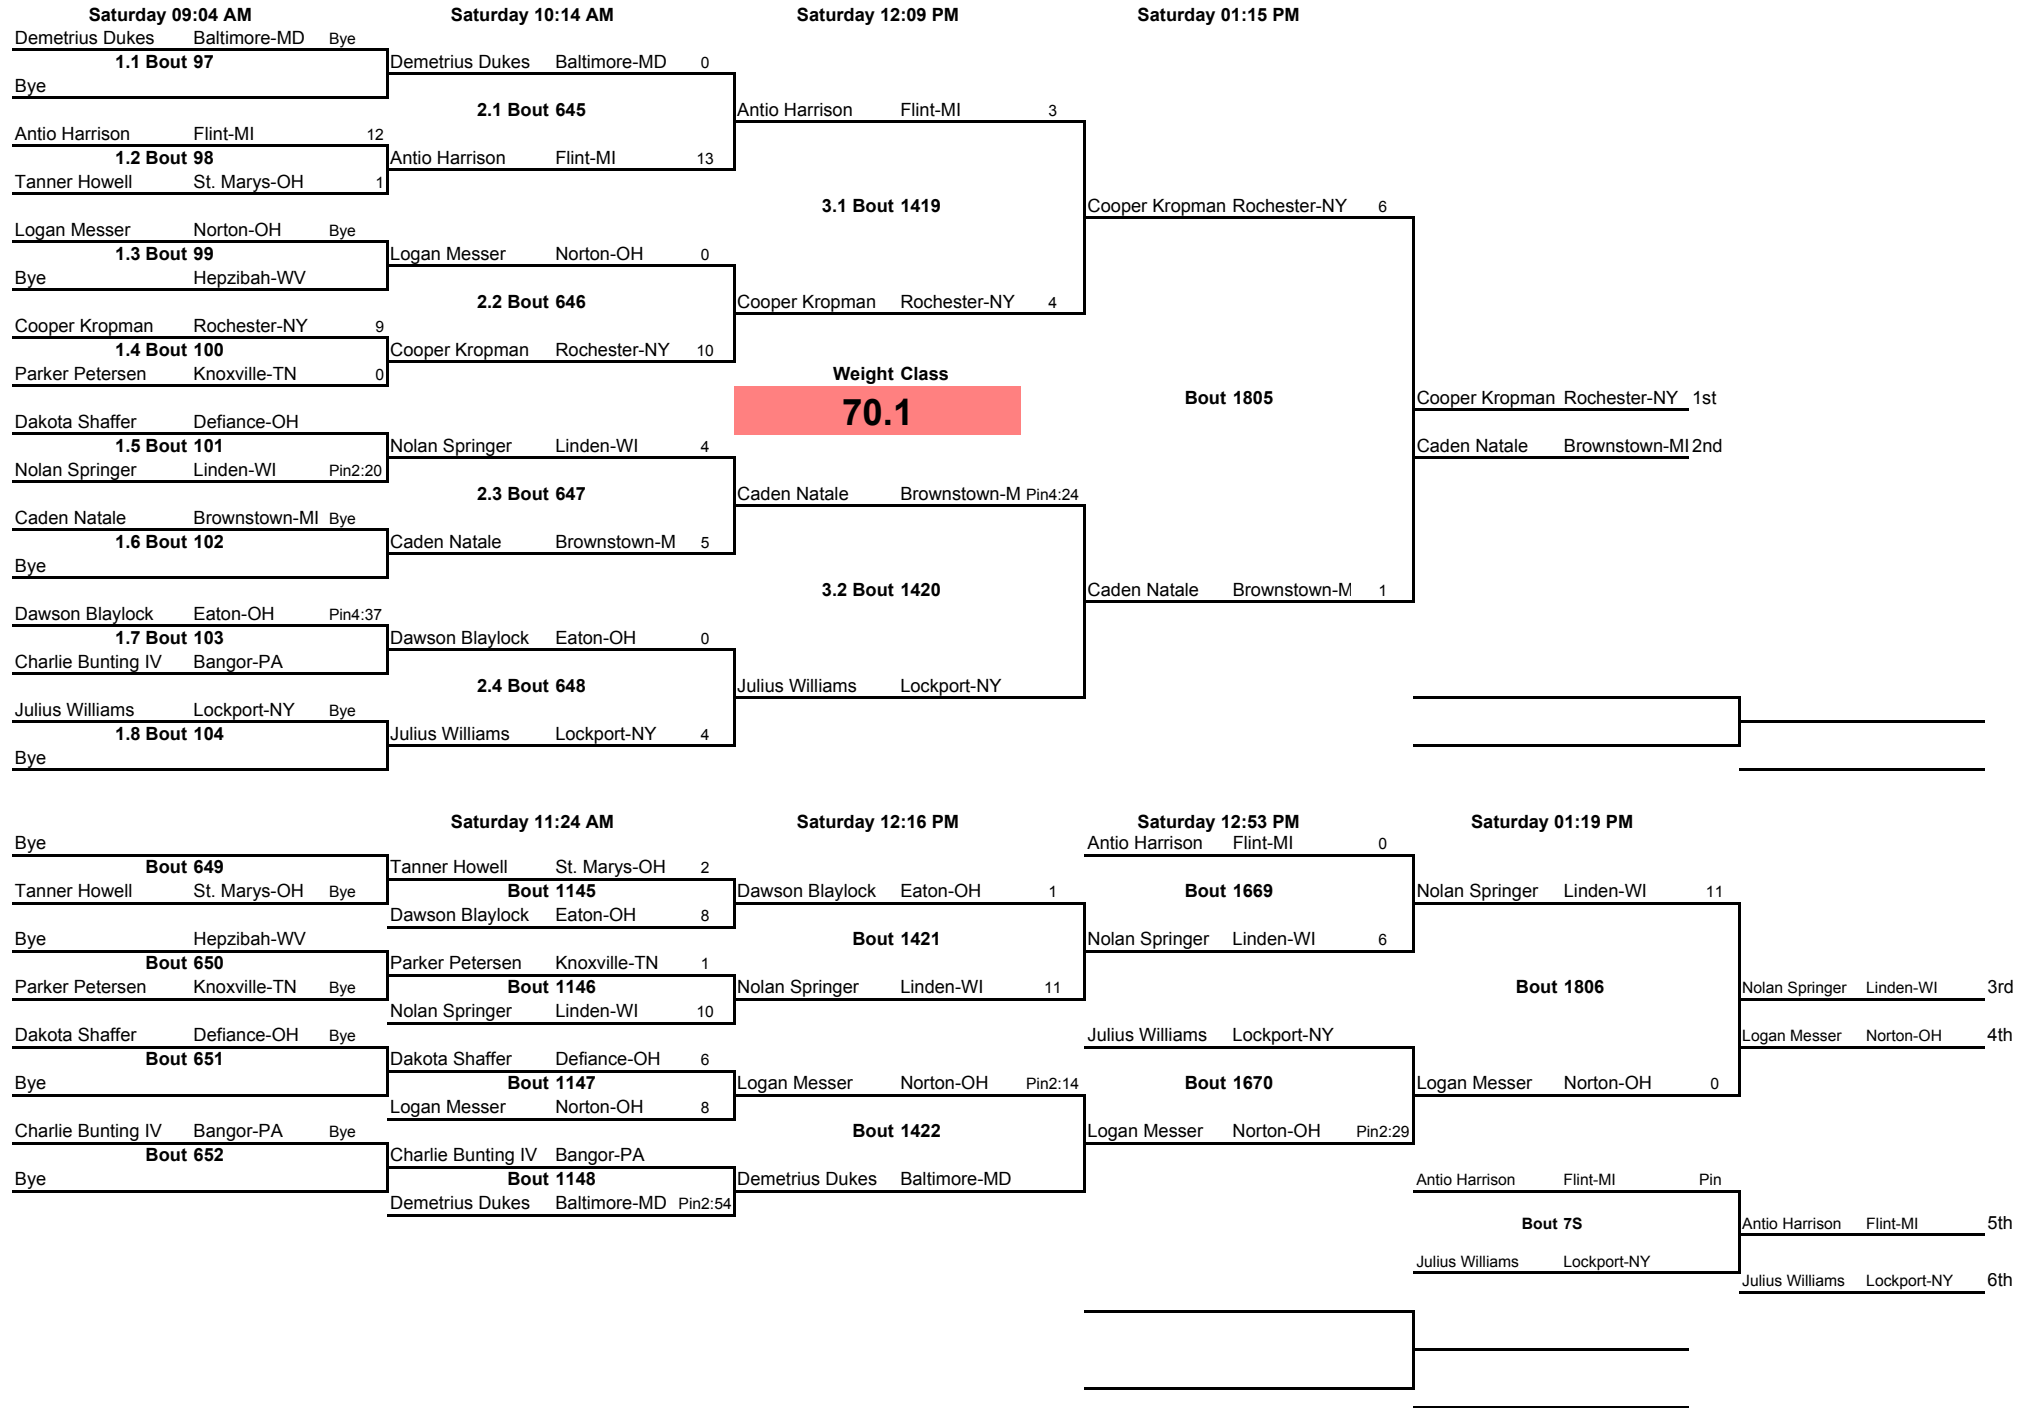 Saturday 09:04 AM Saturday 10:14 AM Saturday 12:09 PM Saturday 01:15 PM
Demetrius Dukes Baltimore-MD Bye
1.1 Bout 97 Demetrius Dukes Baltimore-MD 0
Bye
2.1 Bout 645 Antio Harrison Flint-MI 3
Antio Harrison Flint-MI 12
1.2 Bout 98 Antio Harrison Flint-MI 13
Tanner Howell St. Marys-OH 1
3.1 Bout 1419 Cooper Kropman Rochester-NY 6
Logan Messer Norton-OH Bye
1.3 Bout 99 Logan Messer Norton-OH 0
Bye Hepzibah-WV
2.2 Bout 646 Cooper Kropman Rochester-NY 4
Cooper Kropman Rochester-NY 9
1.4 Bout 100 Cooper Kropman Rochester-NY 10
Parker Petersen Knoxville-TN 0 Weight Class
Bout 1805 Cooper Kropman Rochester-NY 1st
70.1
Dakota Shaffer Defiance-OH
1.5 Bout 101 Nolan Springer Linden-WI 4 Caden Natale Brownstown-MI 2nd
Nolan Springer Linden-WI Pin2:20
2.3 Bout 647 Caden Natale Brownstown-M Pin4:24
Caden Natale Brownstown-MI Bye
1.6 Bout 102 Caden Natale Brownstown-M 5
Bye
3.2 Bout 1420 Caden Natale Brownstown-M 1
Dawson Blaylock Eaton-OH Pin4:37
1.7 Bout 103 Dawson Blaylock Eaton-OH 0
Charlie Bunting IV Bangor-PA
2.4 Bout 648 Julius Williams Lockport-NY
Julius Williams Lockport-NY Bye
1.8 Bout 104 Julius Williams Lockport-NY 4
Bye
Saturday 11:24 AM Saturday 12:16 PM Saturday 12:53 PM Saturday 01:19 PM
Bye Antio Harrison Flint-MI 0
Bout 649 Tanner Howell St. Marys-OH 2
Tanner Howell St. Marys-OH Bye Bout 1145 Dawson Blaylock Eaton-OH 1 Bout 1669 Nolan Springer Linden-WI 11
Dawson Blaylock Eaton-OH 8
Bye Hepzibah-WV Bout 1421 Nolan Springer Linden-WI 6
Bout 650 Parker Petersen Knoxville-TN 1
Parker Petersen Knoxville-TN Bye Bout 1146 Nolan Springer Linden-WI 11 Bout 1806 Nolan Springer Linden-WI 3rd
Nolan Springer Linden-WI 10
Dakota Shaffer Defiance-OH Bye Julius Williams Lockport-NY Logan Messer Norton-OH 4th
Bout 651 Dakota Shaffer Defiance-OH 6
Bye Bout 1147 Logan Messer Norton-OH Pin2:14 Bout 1670 Logan Messer Norton-OH 0
Logan Messer Norton-OH 8
Charlie Bunting IV Bangor-PA Bye Bout 1422 Logan Messer Norton-OH Pin2:29
Bout 652 Charlie Bunting IV Bangor-PA
Bye Bout 1148 Demetrius Dukes Baltimore-MD Antio Harrison Flint-MI Pin
Demetrius Dukes Baltimore-MD Pin2:54
Bout 7S Antio Harrison Flint-MI 5th
Julius Williams Lockport-NY
Julius Williams Lockport-NY 6th